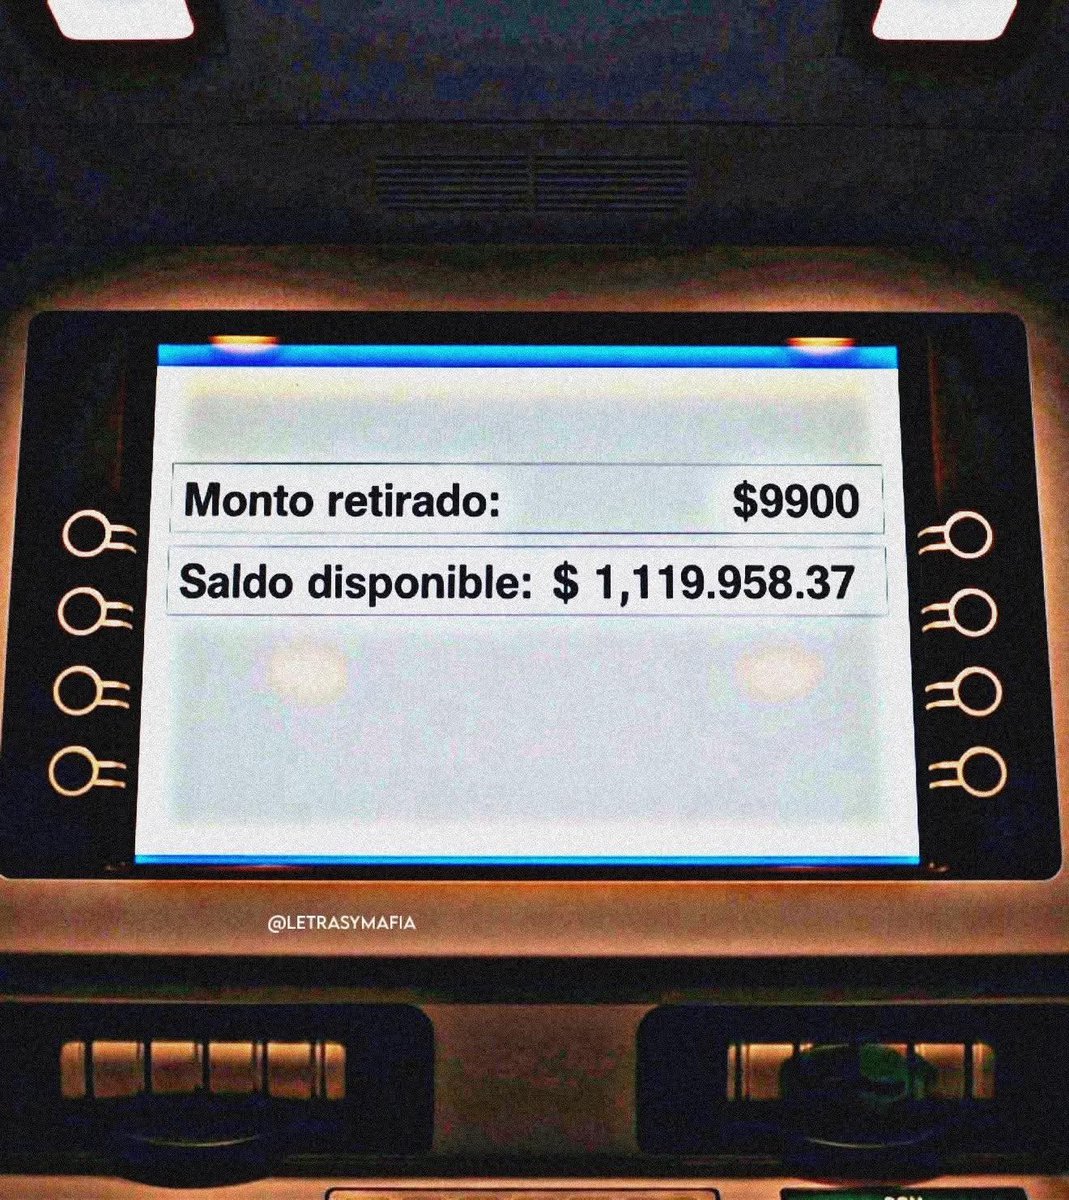 Monto retirado: $9900
Saldo disponible: $ 1,119.958.37
@LETRASYMAFIA